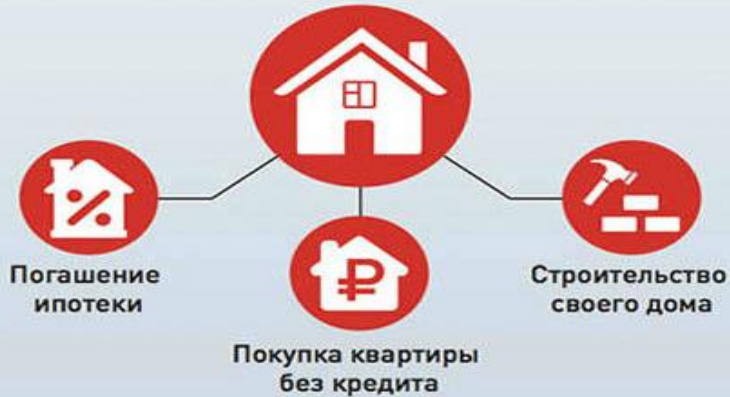 Погашение
ипотеки
Покупка квартиры
без кредита
Строительство
своего дома